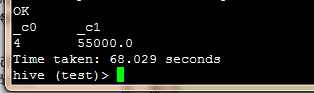 OK
_c0 _c1
4 55000.0
Time taken: 68.029 seconds
hive (test)>